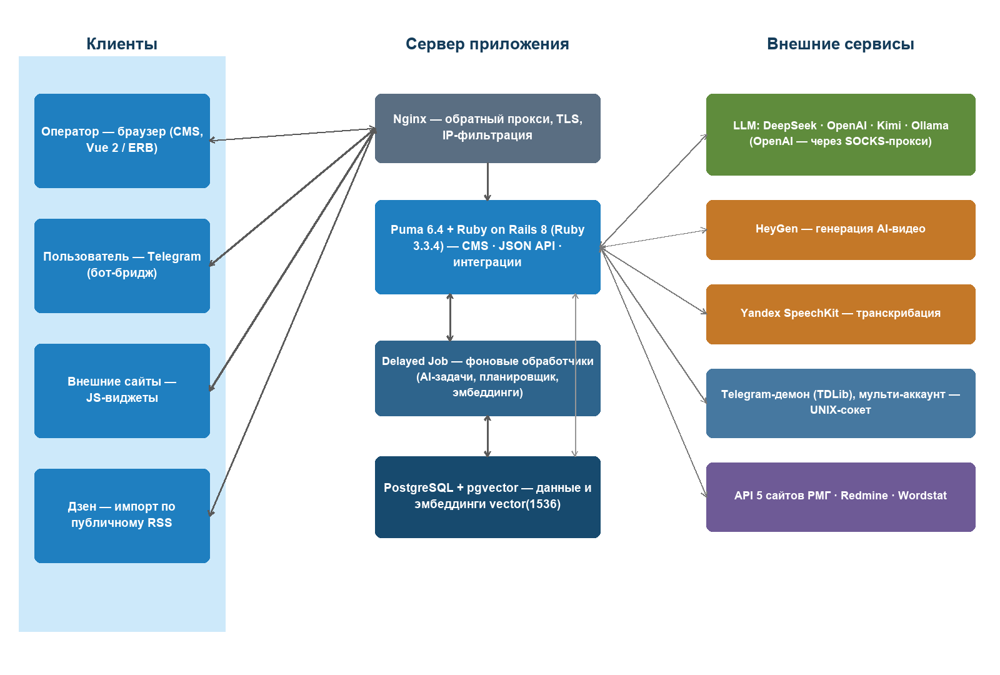 Клиенты
Сервер приложения
Внешние сервисы
Оператор — браузер (CMS,
Vue 2 / ERB)
Пользователь — Telegram
(бот-бридж)
Внешние сайты —
JS-виджеты
Дзен — импорт по
публичному RSS
Nginx — обратный прокси, TLS,
IP-фильтрация
Puma 6.4 + Ruby on Rails 8 (Ruby
3.3.4) — CMS · JSON API ·
интеграции
Delayed Job — фоновые обработчики
(AI-задачи, планировщик,
эмбеддинги)
PostgreSQL + pgvector — данные и
эмбеддинги vector(1536)
LLM: DeepSeek · OpenAI · Kimi · Ollama
(OpenAI — через SOCKS-прокси)
HeyGen — генерация AI-видео
Yandex SpeechKit — транскрибация
Telegram-демон (TDLib), мульти-аккаунт —
UNIX-сокет
API 5 сайтов РМГ · Redmine · Wordstat